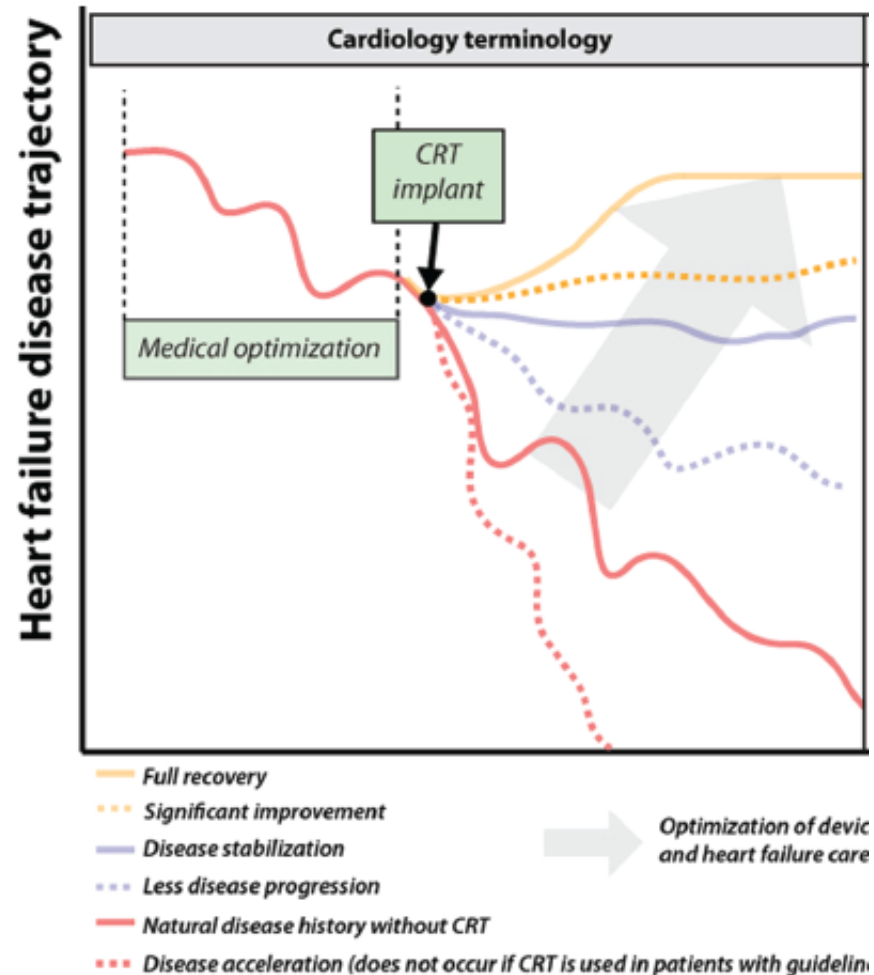 Heart failure disease trajectory
Cardiology terminology
CRT
implant
Medical optimization
Full recovery
Significant improvement
Disease stabilization
Less disease progression
Natural disease history without CRT
Disease acceleration (does not occur if CRT is used in patients with
Optimization of
and heart failure care